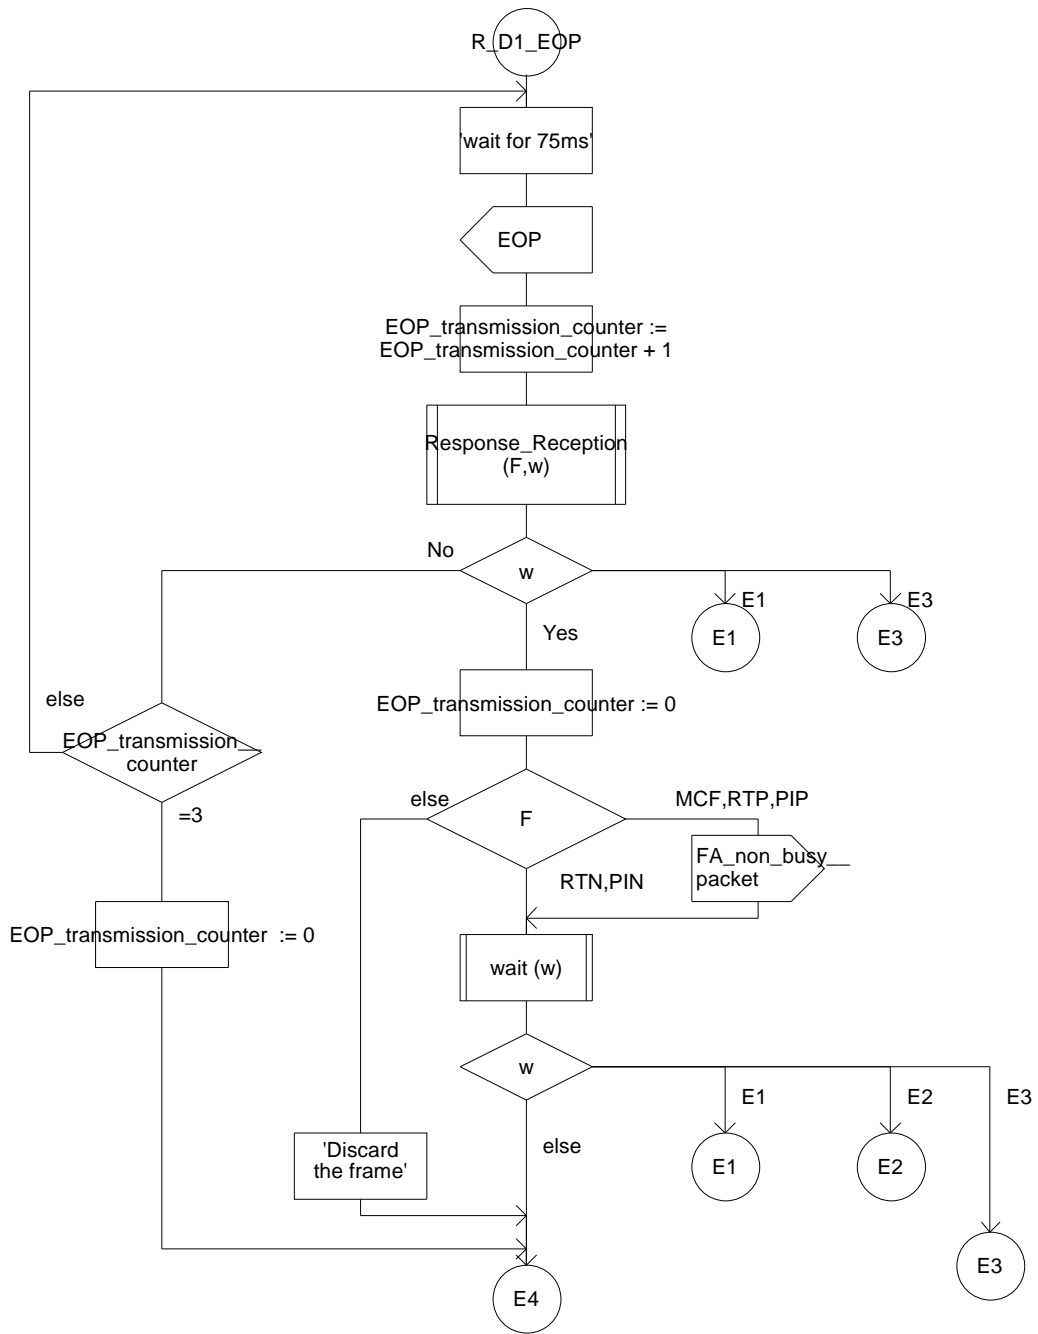 R_D1_EOP
'wait for 75ms'
EOP
EOP_transmission_counter :=
EOP_transmission_counter + 1
Response_Reception
(F,w)
No
w
E1
E3
E1
E3
Yes
else
EOP_transmission_counter := 0
EOP_transmission__
counter
=3
else
F
MCF,RTP,PIP
FA_non_busy__
packet
RTN,PIN
EOP_transmission_counter := 0
wait (w)
w
E1
E2
E3
else
'Discard
the frame'
E1
E2
E3
E4